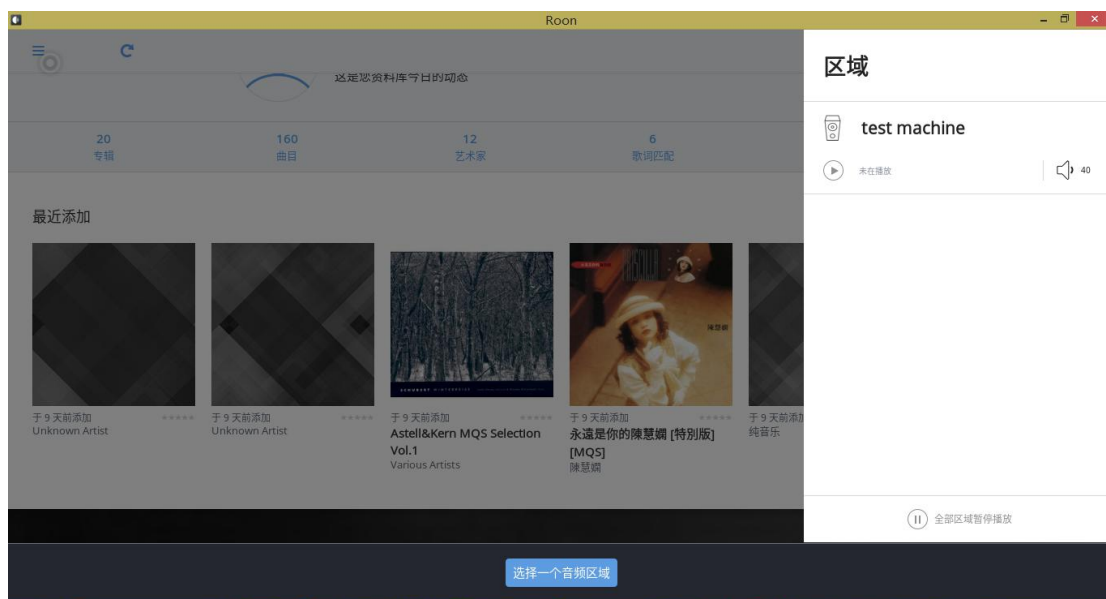 Roon
这是您资料库今日的动态
20
专辑
160
曲目
12
艺术家
6
歌词匹配
最近添加
于 9 天前添加
Unknown Artist
于 9 天前添加
Unknown Artist
于 9 天前添加
Astell&Kern MQS Selection
Vol.1
Various Artists
陳慧嫻
于 9 天前添加
永遠是你的陳慧嫻 [特別版]
[MQS]
陳慧嫻
于 9 天前添加
纯音乐
区域
test machine
未在播放
40
全部区域暂停播放
选择一个音频区域